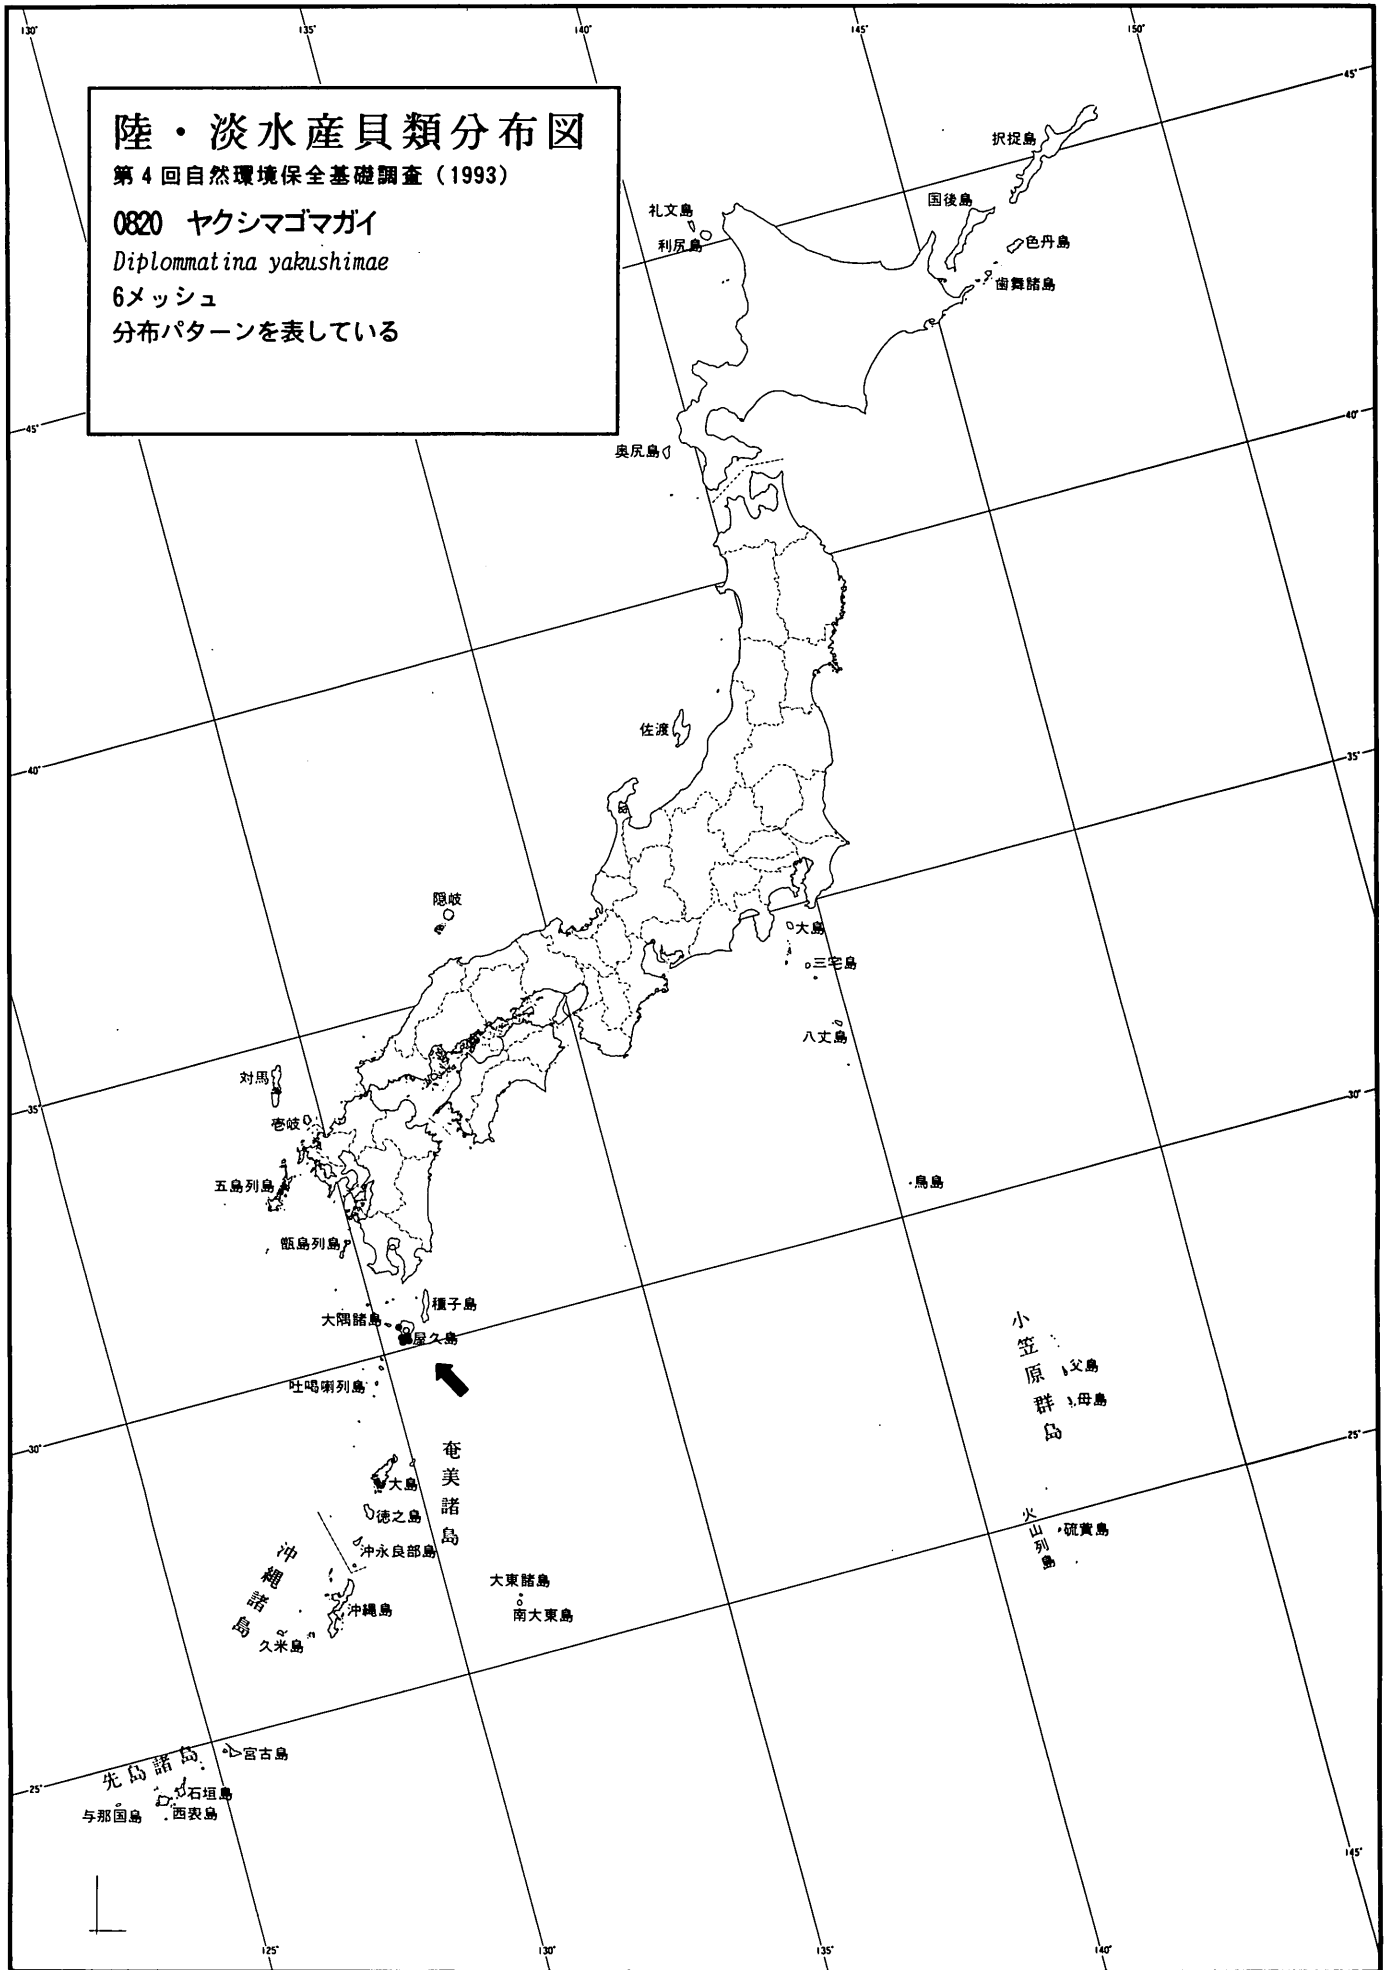 130°
135°
140°
145°
150°
陸・淡水産貝類分布図
第4回自然環境保全基礎調査（1993）
0820 ヤクシマゴマガイ
Diplommatina yakushimae
6メッシュ
分布パターンを表している
45°
択捉島
国後島
礼文島
利尻島
色丹島
歯舞諸島
45°
40°
奥尻島
佐渡
40°
35°
隠岐
大島
三宅島
八丈島
対馬
35°
壱岐
30°
五島列島
鳥島
甑島列島
種子島
大隅諸島
屋久島
吐噶喇列島
小笠原群島
父島
母島
30°
25°
奄美諸島
大島
徳之島
沖永良部島
火山列島
硫黄島
沖縄諸島
沖縄島
久米島
大東諸島
南大東島
先島諸島
宮古島
25°
石垣島
西表島
与那国島
145°
125°
130°
135°
140°